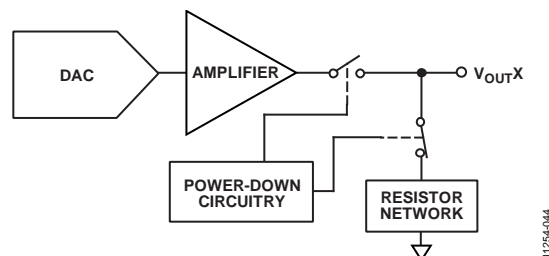 DAC
AMPLIFIER
VOUTX
POWER-DOWN
CIRCUITRY
RESISTOR
NETWORK
11254-044